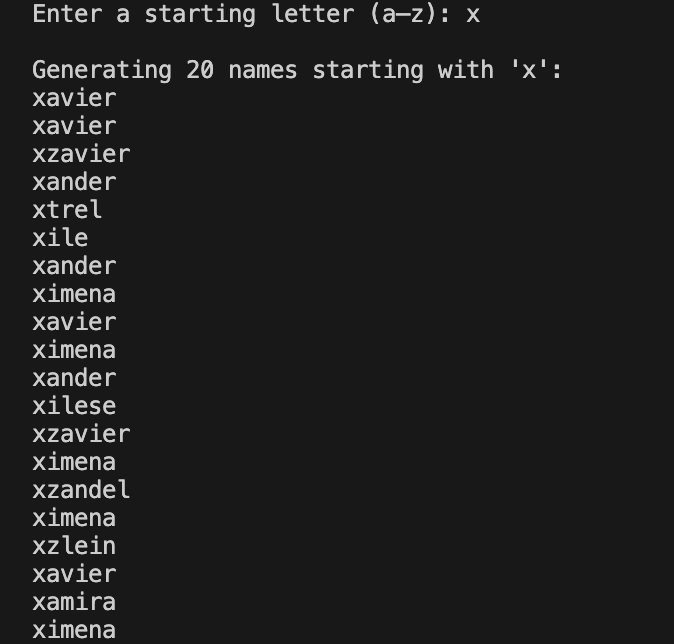 Enter a starting letter (a–z): x
Generating 20 names starting with 'x':
xavier
xavier
xzavier
xander
xtrel
xile
xander
ximena
xavier
ximena
xander
xilese
xzavier
ximena
xzandel
ximena
xzlein
xavier
xamira
ximena